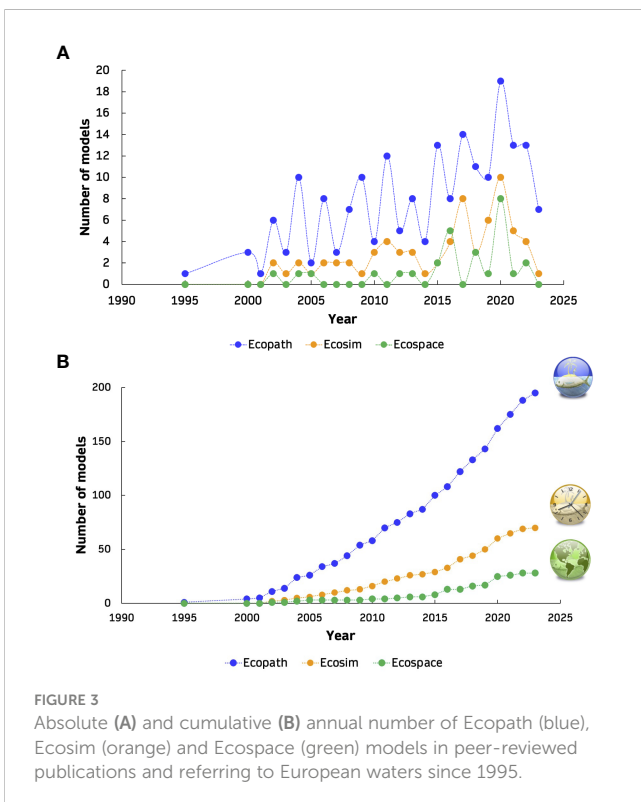 A
20
18
16
14
12
10
8
6
4
2
0
Number of models
1990 1995 2000 2005 2010 2015 2020 2025
Year
Ecopath Ecosim Ecospace
B
200
150
100
50
0
Number of models
1990 1995 2000 2005 2010 2015 2020 2025
Year
Ecopath Ecosim Ecospace
FIGURE 3
Absolute (A) and cumulative (B) annual number of Ecopath (blue),
Ecosim (orange) and Ecospace (green) models in peer-reviewed
publications and referring to European waters since 1995.